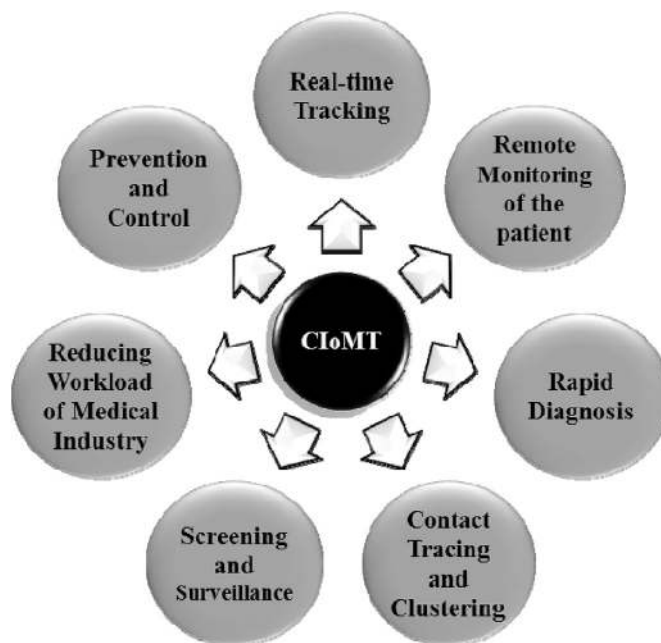 Real-time
Tracking
Remote
Monitoring
of the
patient
Rapid
Diagnosis
Contact
Tracing
and
Clustering
Screening
and
Surveillance
Reducing
Workload
of Medical
Industry
Prevention
and
Control
CIoMT